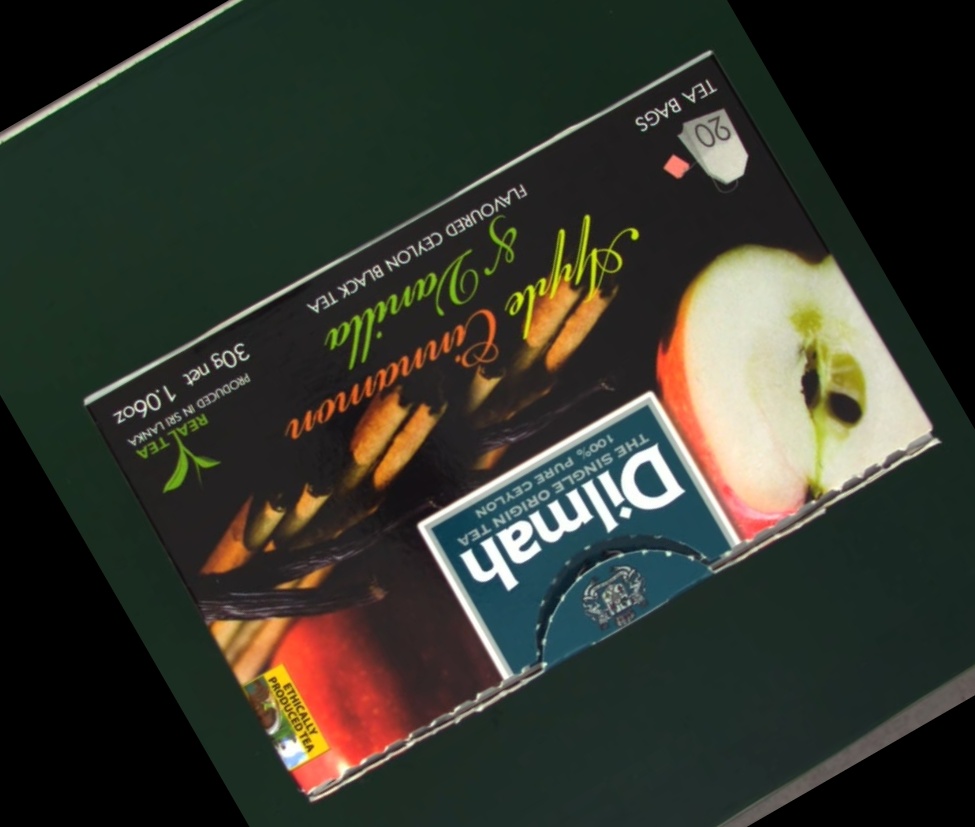 Dilmah
THE SINGLE ORIGIN TEA
100% PURE CEYLON
Apple
Cinnamon
& Vanilla
FLAVOURED CEYLON BLACK TEA
20
TEA BAGS
REAL TEA
PRODUCED IN SRI LANKA
30g net 1.06oz
ETHICALLY
PRODUCED TEA